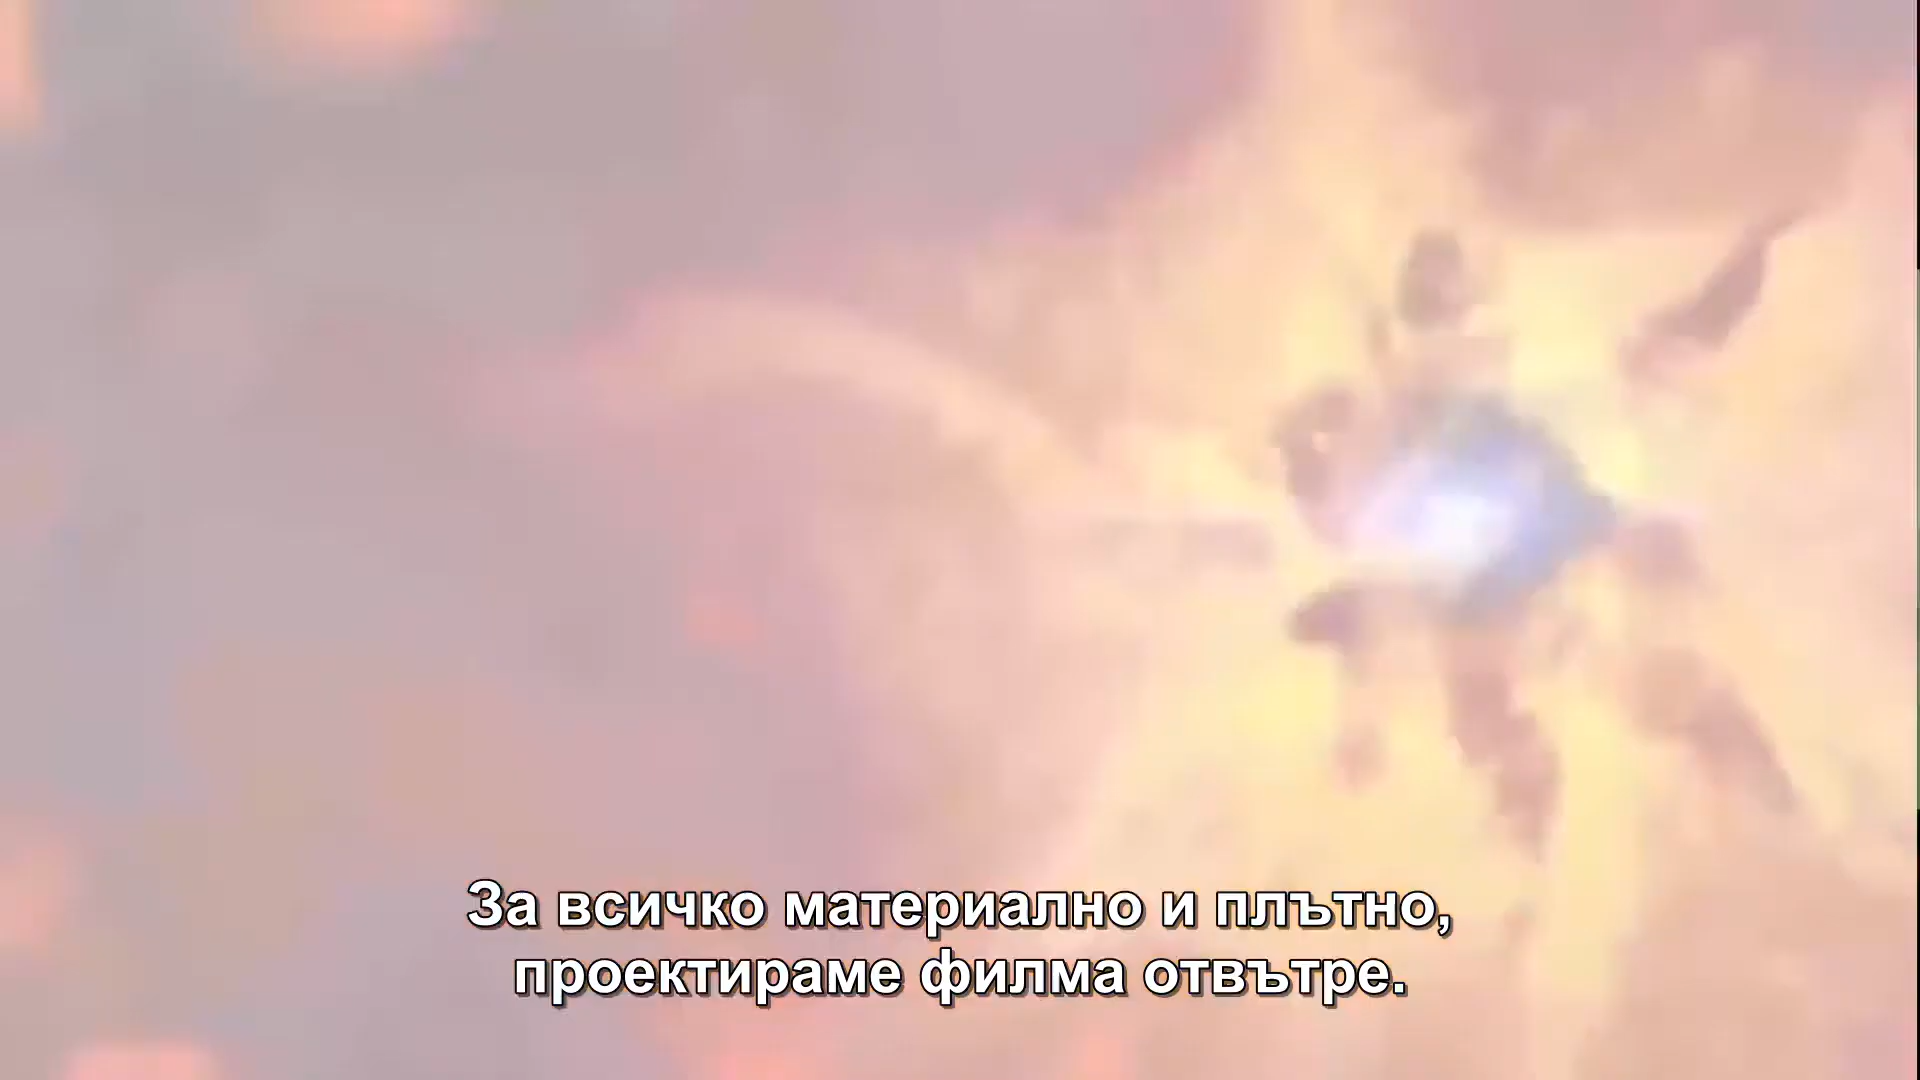 За всичко материално и плътно,
проектираме филма отвътре.